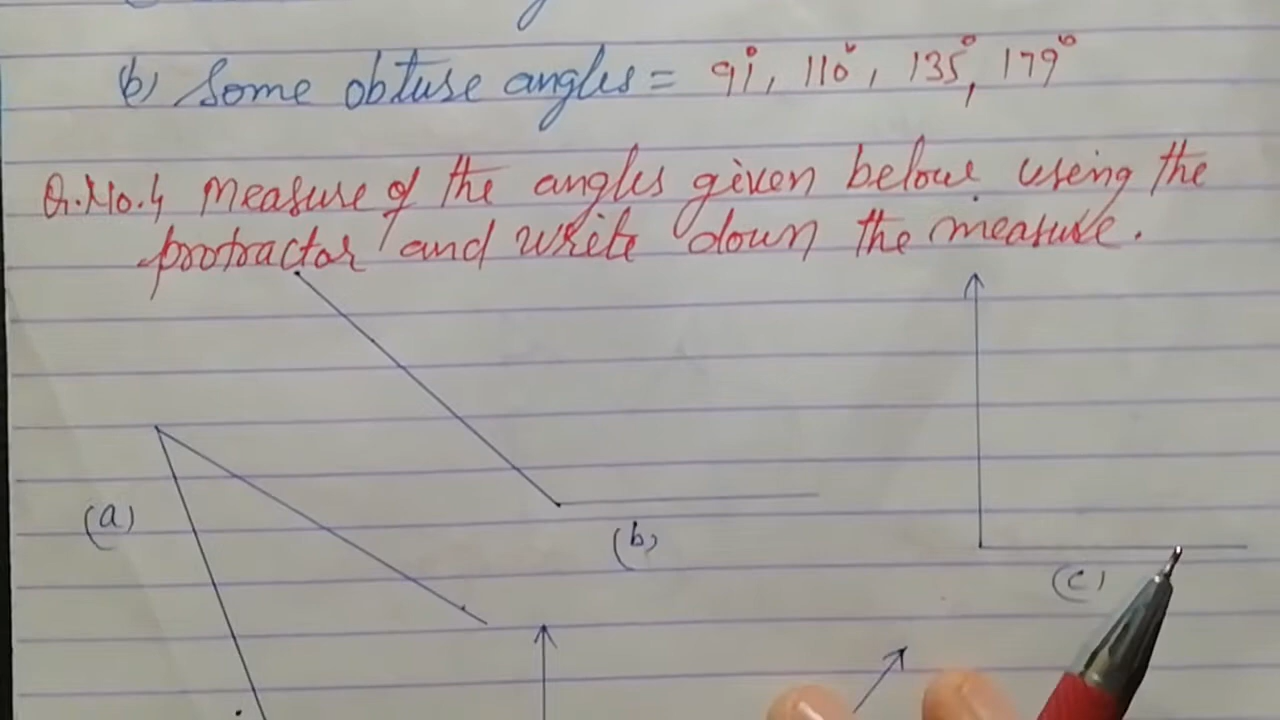 (b) Some obtuse angles = 91°, 110°, 135°, 179°
Q.No.4 Measure of the angles given below using the
protractor and write down the measure.
(a)
(b)
(c)